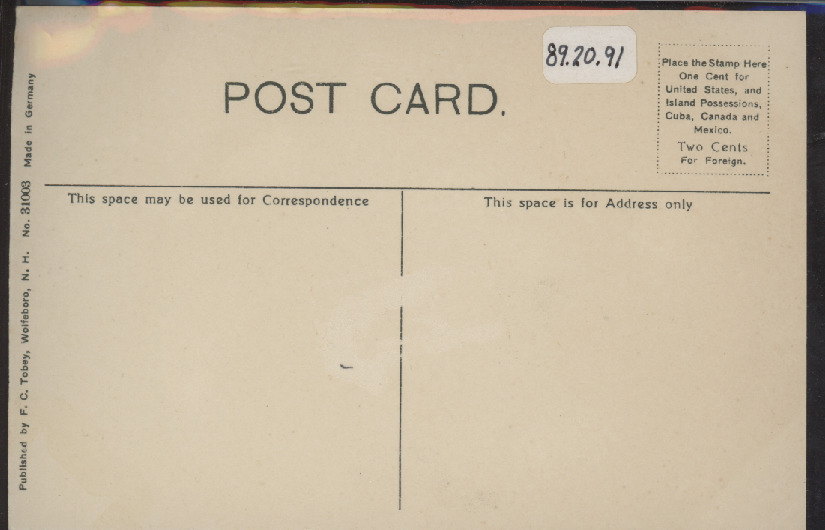 89.20.91
POST CARD.
Place the Stamp Here
One Cent for
United States, and
Island Possessions,
Cuba, Canada and
Mexico.
Two Cents
For Foreign.
This space may be used for Correspondence
This space is for Address only
Published by F. C. Tobey, Wolfeboro, N. H. No. 31003 Made in Germany